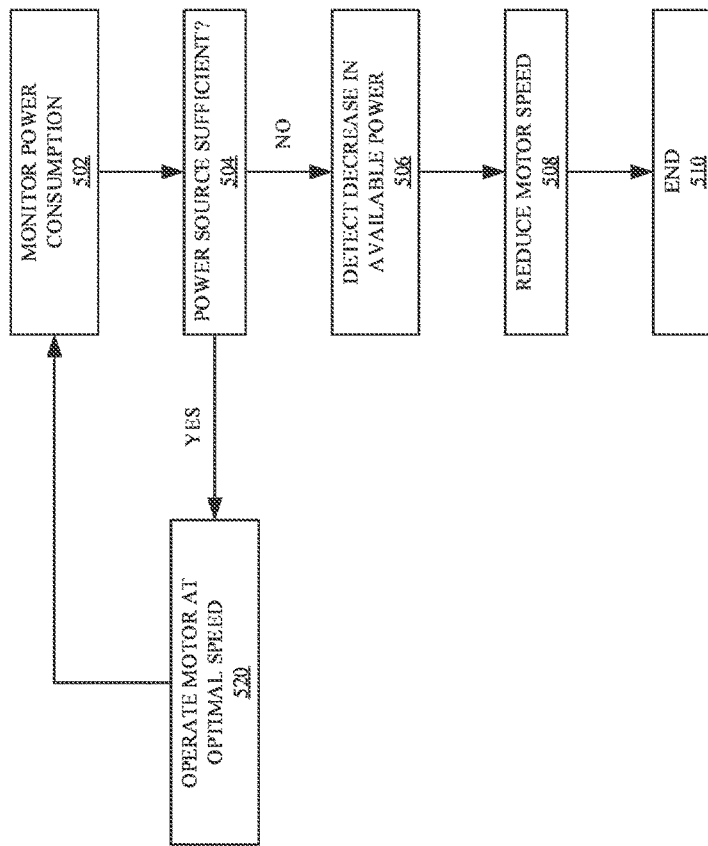 MONITOR POWER
CONSUMPTION
502
POWER SOURCE SUFFICIENT?
504
NO
YES
DETECT DECREASE IN
AVAILABLE POWER
506
REDUCE MOTOR SPEED
508
END
510
OPERATE MOTOR AT
OPTIMAL SPEED
520